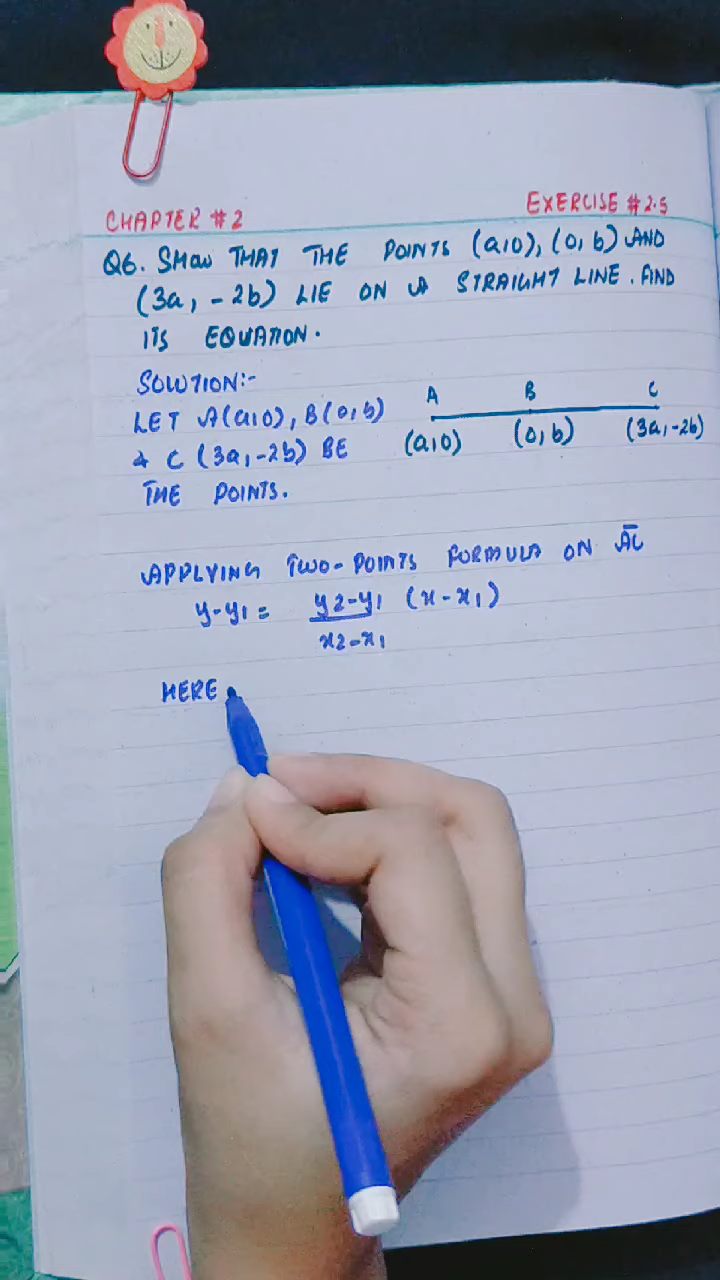 CHAPTER # 2
EXERCISE # 2.5
Q6. SHOW THAT THE POINTS (a,0), (0, b) AND
(3a, -2b) LIE ON A STRAIGHT LINE. FIND
ITS EQUATION.
SOLUTION:-
LET A(a,0), B(0,b)
& C (3a,-2b) BE
THE POINTS.
A B C
(a,0) (0,b) (3a,-2b)
APPLYING TWO-POINTS FORMULA ON AC
y-y1 = y2-y1 (x-x1)
x2-x1
HERE